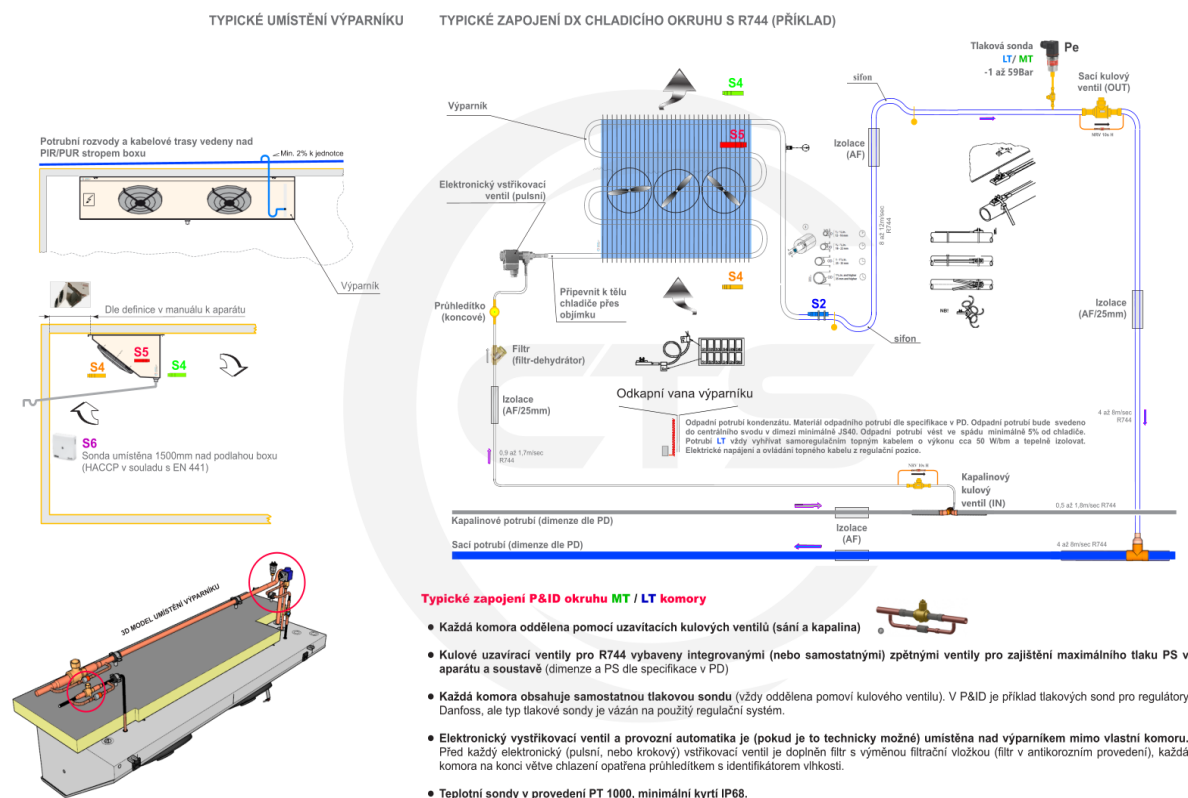 TYPICKÉ UMÍSTĚNÍ VÝPARNÍKU
TYPICKÉ ZAPOJENÍ DX CHLADICÍHO OKRUHU S R744 (PŘÍKLAD)
Potrubní rozvody a kabelové trasy vedeny nad
PIR/PUR stropem boxu
Min. 2% k jednotce
Výparník
Dle definice v manuálu k aparátu
S4
S5
S4
S6
Sonda umístěna 1500mm nad podlahou boxu
(HACCP v souladu s EN 441)
3D MODEL UMÍSTĚNÍ VÝPARNÍKU
Tlaková sonda
LT/ MT
-1 až 59Bar
Pe
Sací kulový
ventil (OUT)
sifon
S4
Výparník
S5
Izolace
(AF)
Elektronický vstřikovací
ventil (pulsní)
8 až 12m/sec
R744
S4
Připevnit k tělu
chladiče přes
objímku
S2
Průhledítko
(koncové)
Izolace
(AF/25mm)
sifon
Filtr
(filtr-dehydrátor)
CTS
Odkapní vana výparníku
Izolace
(AF/25mm)
4 až 8m/sec
R744
Odpadní potrubí kondenzátu. Materiál odpadního potrubí dle specifikace v PD. Odpadní potrubí bude svedeno
do centrálního svodu v dimezi minimálně JS40. Odpadní potrubí vést ve spádu minimálně 5% od chladiče.
Potrubí LT vždy vyhřívat samoregulačním topným kabelem o výkonu cca 50 W/bm a tepelně izolovat.
Elektrické napájení a ovládání topného kabelu z regulační pozice.
0,9 až 1,7m/sec
R744
Kapalinový
kulový
ventil (IN)
0,5 až 1,8m/sec R744
Kapalinové potrubí (dimenze dle PD)
Izolace
(AF)
Sací potrubí (dimenze dle PD)
4 až 8m/sec R744
Typické zapojení P&ID okruhu MT / LT komory
● Každá komora oddělena pomocí uzavítacích kulových ventilů (sání a kapalina)
● Kulové uzavírací ventily pro R744 vybaveny integrovanými (nebo samostatnými) zpětnými ventily pro zajištění maximálního tlaku PS v
aparátu a soustavě (dimenze a PS dle specifikace v PD)
● Každá komora obsahuje samostatnou tlakovou sondu (vždy oddělena pomoví kulového ventilu). V P&ID je příklad tlakových sond pro regulátory
Danfoss, ale typ tlakové sondy je vázán na použitý regulační systém.
● Elektronický vystřikovací ventil a provozní automatika je (pokud je to technicky možné) umístěna nad výparníkem mimo vlastní komoru.
Před každý elektronický (pulsní, nebo krokový) vstřikovací ventil je doplněn filtr s výměnou filtrační vložkou (filtr v antikorozním provedení), každá
komora na konci větve chlazení opatřena průhledítkem s identifikátorem vlhkosti.
● Teplotní sondy v provedení PT 1000, minimální kyrtí IP68.